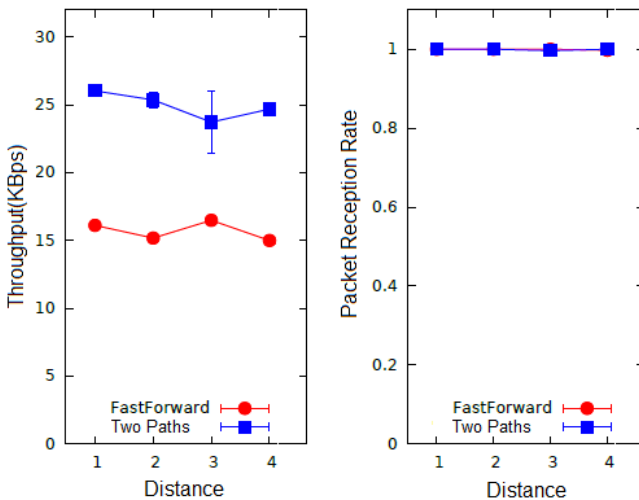 Throughput(KBps)
30
25
20
15
10
5
0
FastForward
Two Paths
1 2 3 4
Distance
Packet Reception Rate
1
0.8
0.6
0.4
0.2
0
FastForward
Two Paths
1 2 3 4
Distance